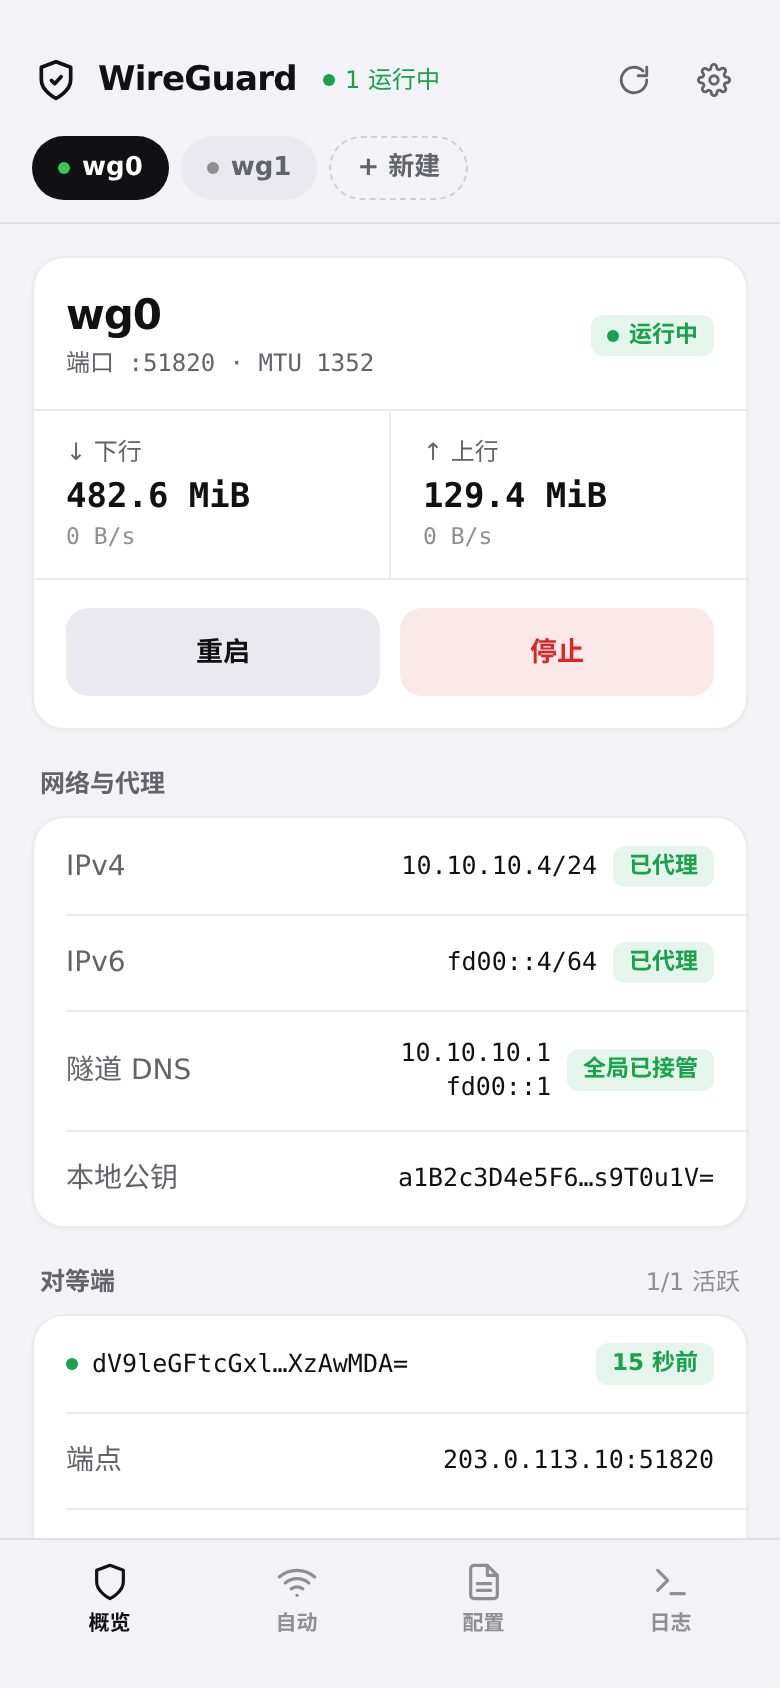 WireGuard
1 运行中
wg0
wg1
+ 新建
wg0
端口 :51820 · MTU 1352
运行中
↓ 下行
482.6 MiB
0 B/s
↑ 上行
129.4 MiB
0 B/s
重启
停止
网络与代理
IPv4
10.10.10.4/24
已代理
IPv6
fd00::4/64
已代理
隧道 DNS
10.10.10.1
fd00::1
全局已接管
本地公钥
a1B2c3D4e5F6…s9T0u1V=
对等端
1/1 活跃
dV9leGFtcGxl…XzAwMDA=
15 秒前
端点
203.0.113.10:51820
概览
自动
配置
日志